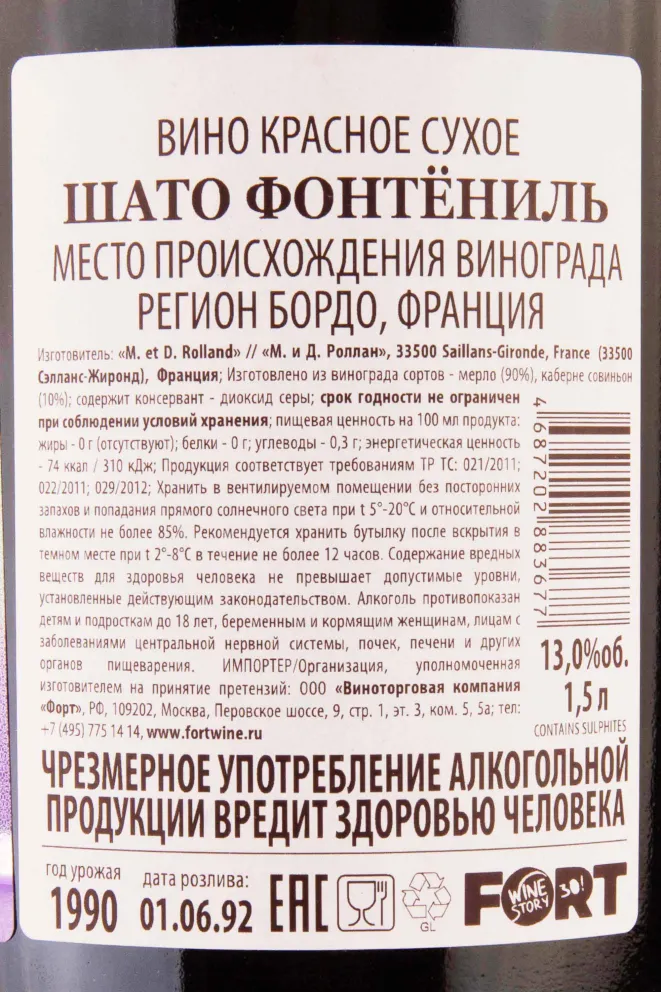 ВИНО КРАСНОЕ СУХОЕ
ШАТО ФОНТЁНИЛЬ
МЕСТО ПРОИСХОЖДЕНИЯ ВИНОГРАДА
РЕГИОН БОРДО, ФРАНЦИЯ
Изготовитель: «M. et D. Rolland» // «М. и Д. Роллан», 33500 Saillans-Gironde, France (33500
Сэлланс-Жиронд), Франция; Изготовлено из винограда сортов - мерло (90%), каберне совиньон
(10%); содержит консервант - диоксид серы; срок годности не ограничен
при соблюдении условий хранения; пищевая ценность на 100 мл продукта:
жиры - 0 г (отсутствуют); белки - 0 г; углеводы - 0,3 г; энергетическая ценность
- 74 ккал / 310 кДж; Продукция соответствует требованиям ТР ТС: 021/2011;
022/2011; 029/2012; Хранить в вентилируемом помещении без посторонних
запахов и попадания прямого солнечного света при t 5°-20°С и относительной
влажности не более 85%. Рекомендуется хранить бутылку после вскрытия в
темном месте при t 2°-8°С в течение не более 12 часов. Содержание вредных
веществ для здоровья человека не превышает допустимые уровни,
установленные действующим законодательством. Алкоголь противопоказан
детям и подросткам до 18 лет, беременным и кормящим женщинам, лицам с
заболеваниями центральной нервной системы, почек, печени и других
органов пищеварения. ИМПОРТЕР/Организация, уполномоченная
изготовителем на принятие претензий: ООО «Виноторговая компания
«Форт», РФ, 109202, Москва, Перовское шоссе, 9, стр. 1, эт. 3, ком. 5, 5а; тел:
+7 (495) 775 14 14, www.fortwine.ru
4687202883677
13,0%об.
1,5 л
CONTAINS SULPHITES
ЧРЕЗМЕРНОЕ УПОТРЕБЛЕНИЕ АЛКОГОЛЬНОЙ
ПРОДУКЦИИ ВРЕДИТ ЗДОРОВЬЮ ЧЕЛОВЕКА
год урожая
1990
дата розлива:
01.06.92
EAC
GL
FORT
WINE
STORY
30!